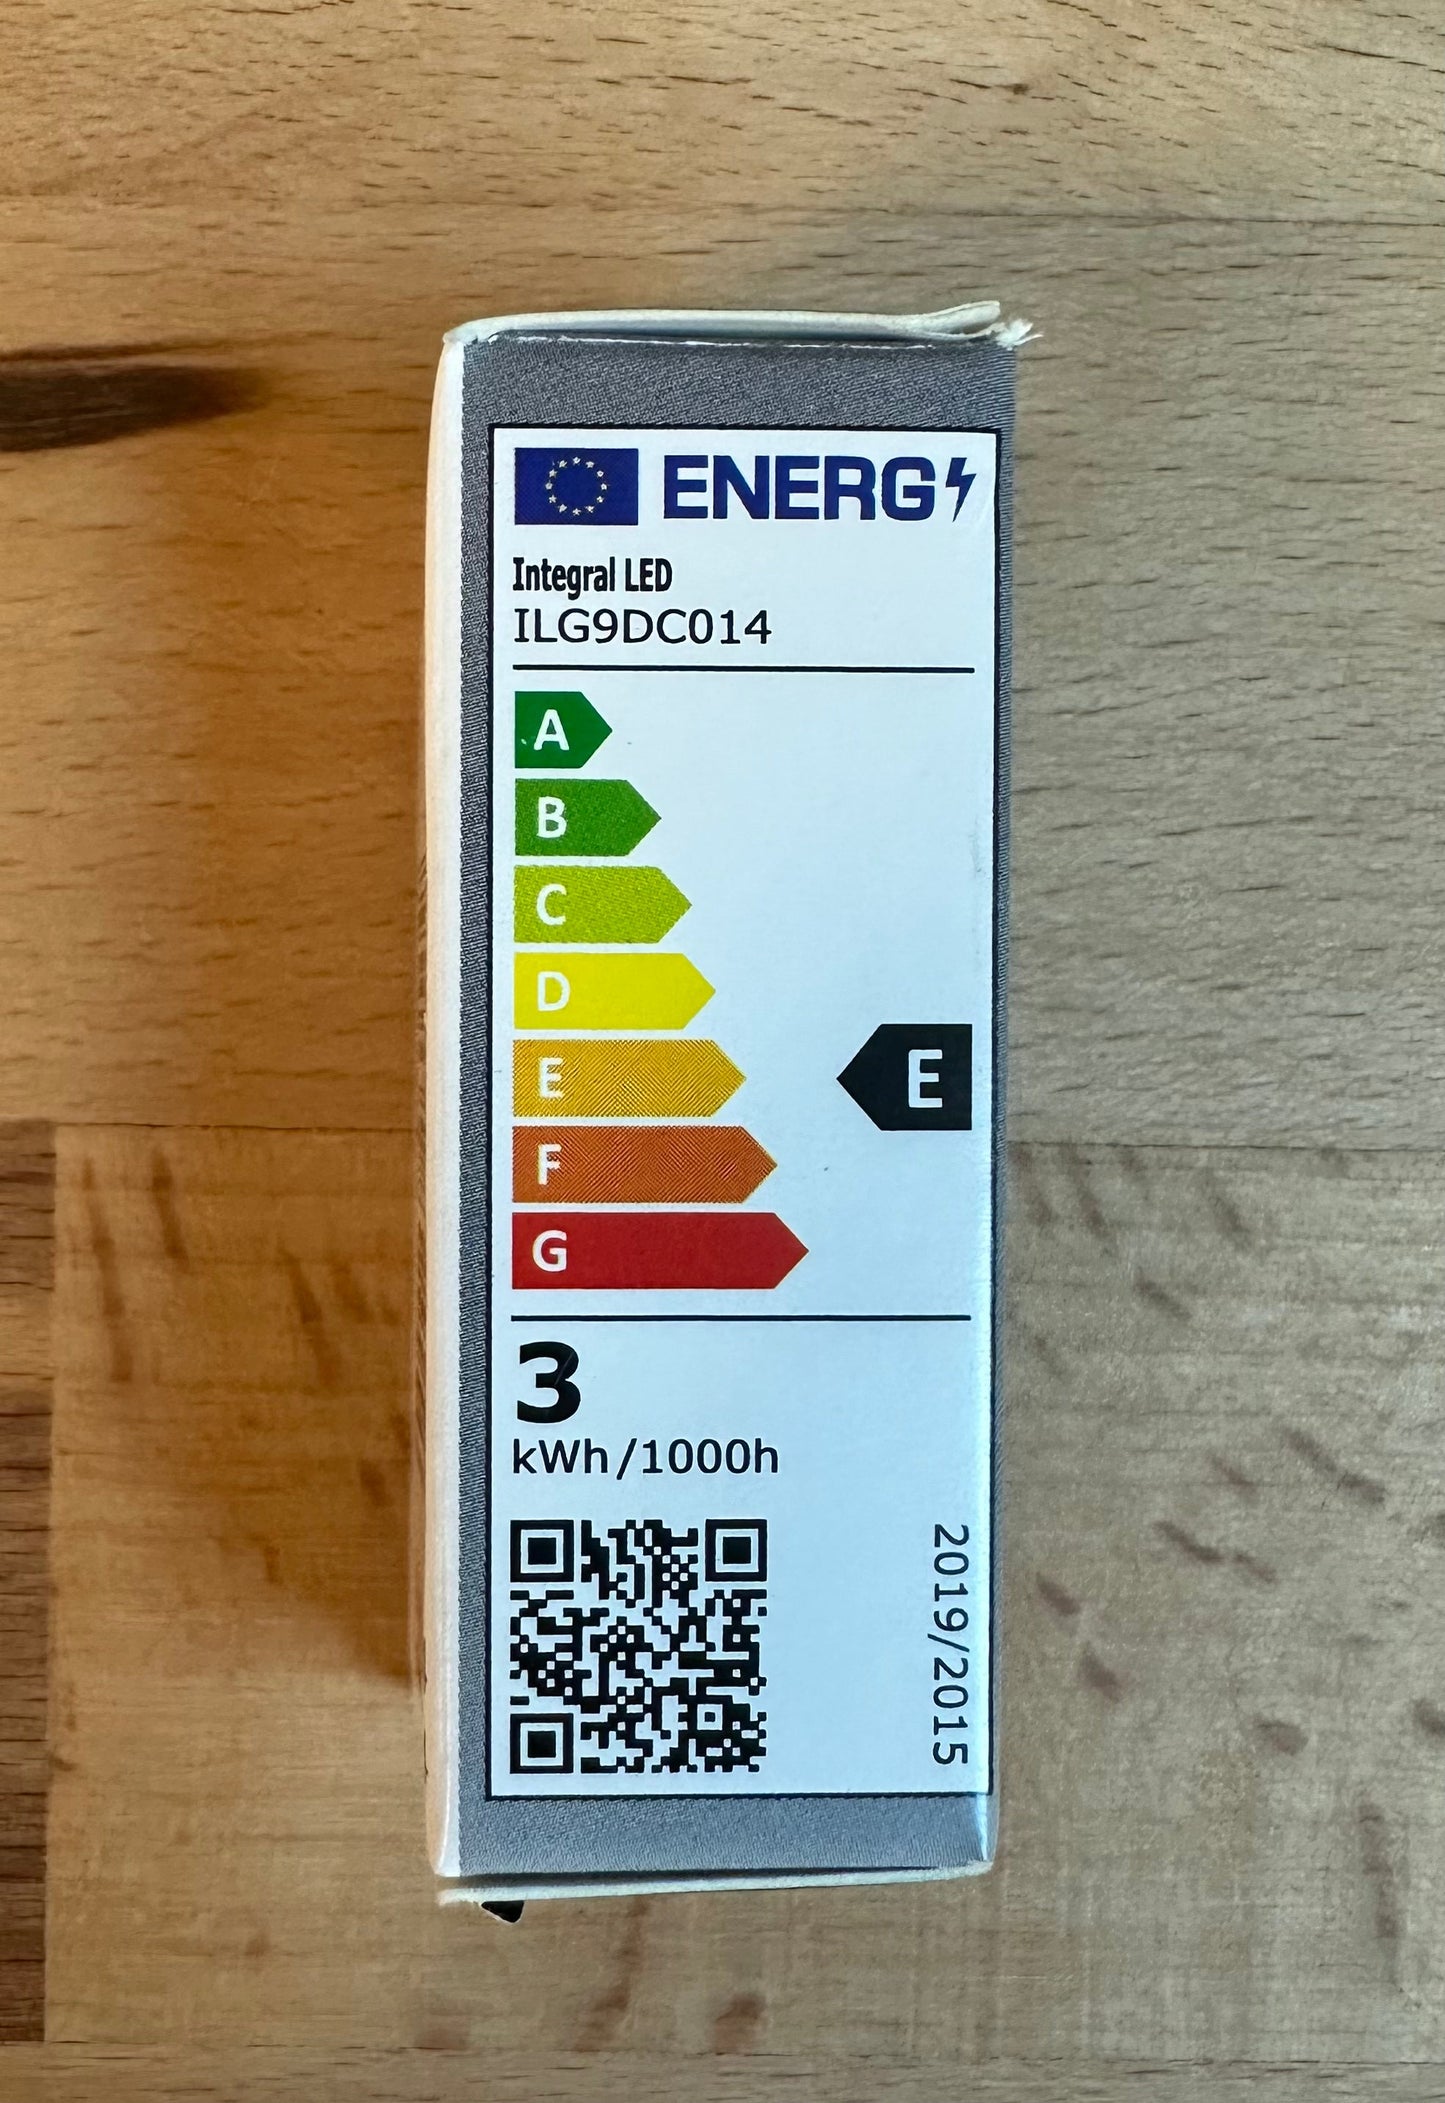 ENERG
Integral LED
ILG9DC014
A
B
C
D
E
E
F
G
3
kWh/1000h
2019/2015